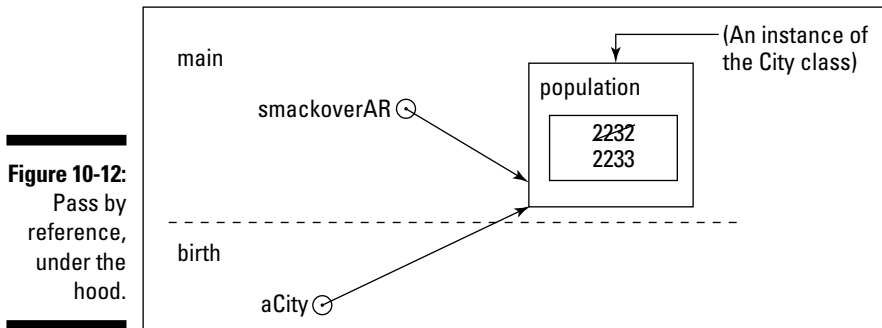 Figure 10-12:
Pass by
reference,
under the
hood.
main
(An instance of
the City class)
population
smackoverAR
2232
2233
birth
aCity